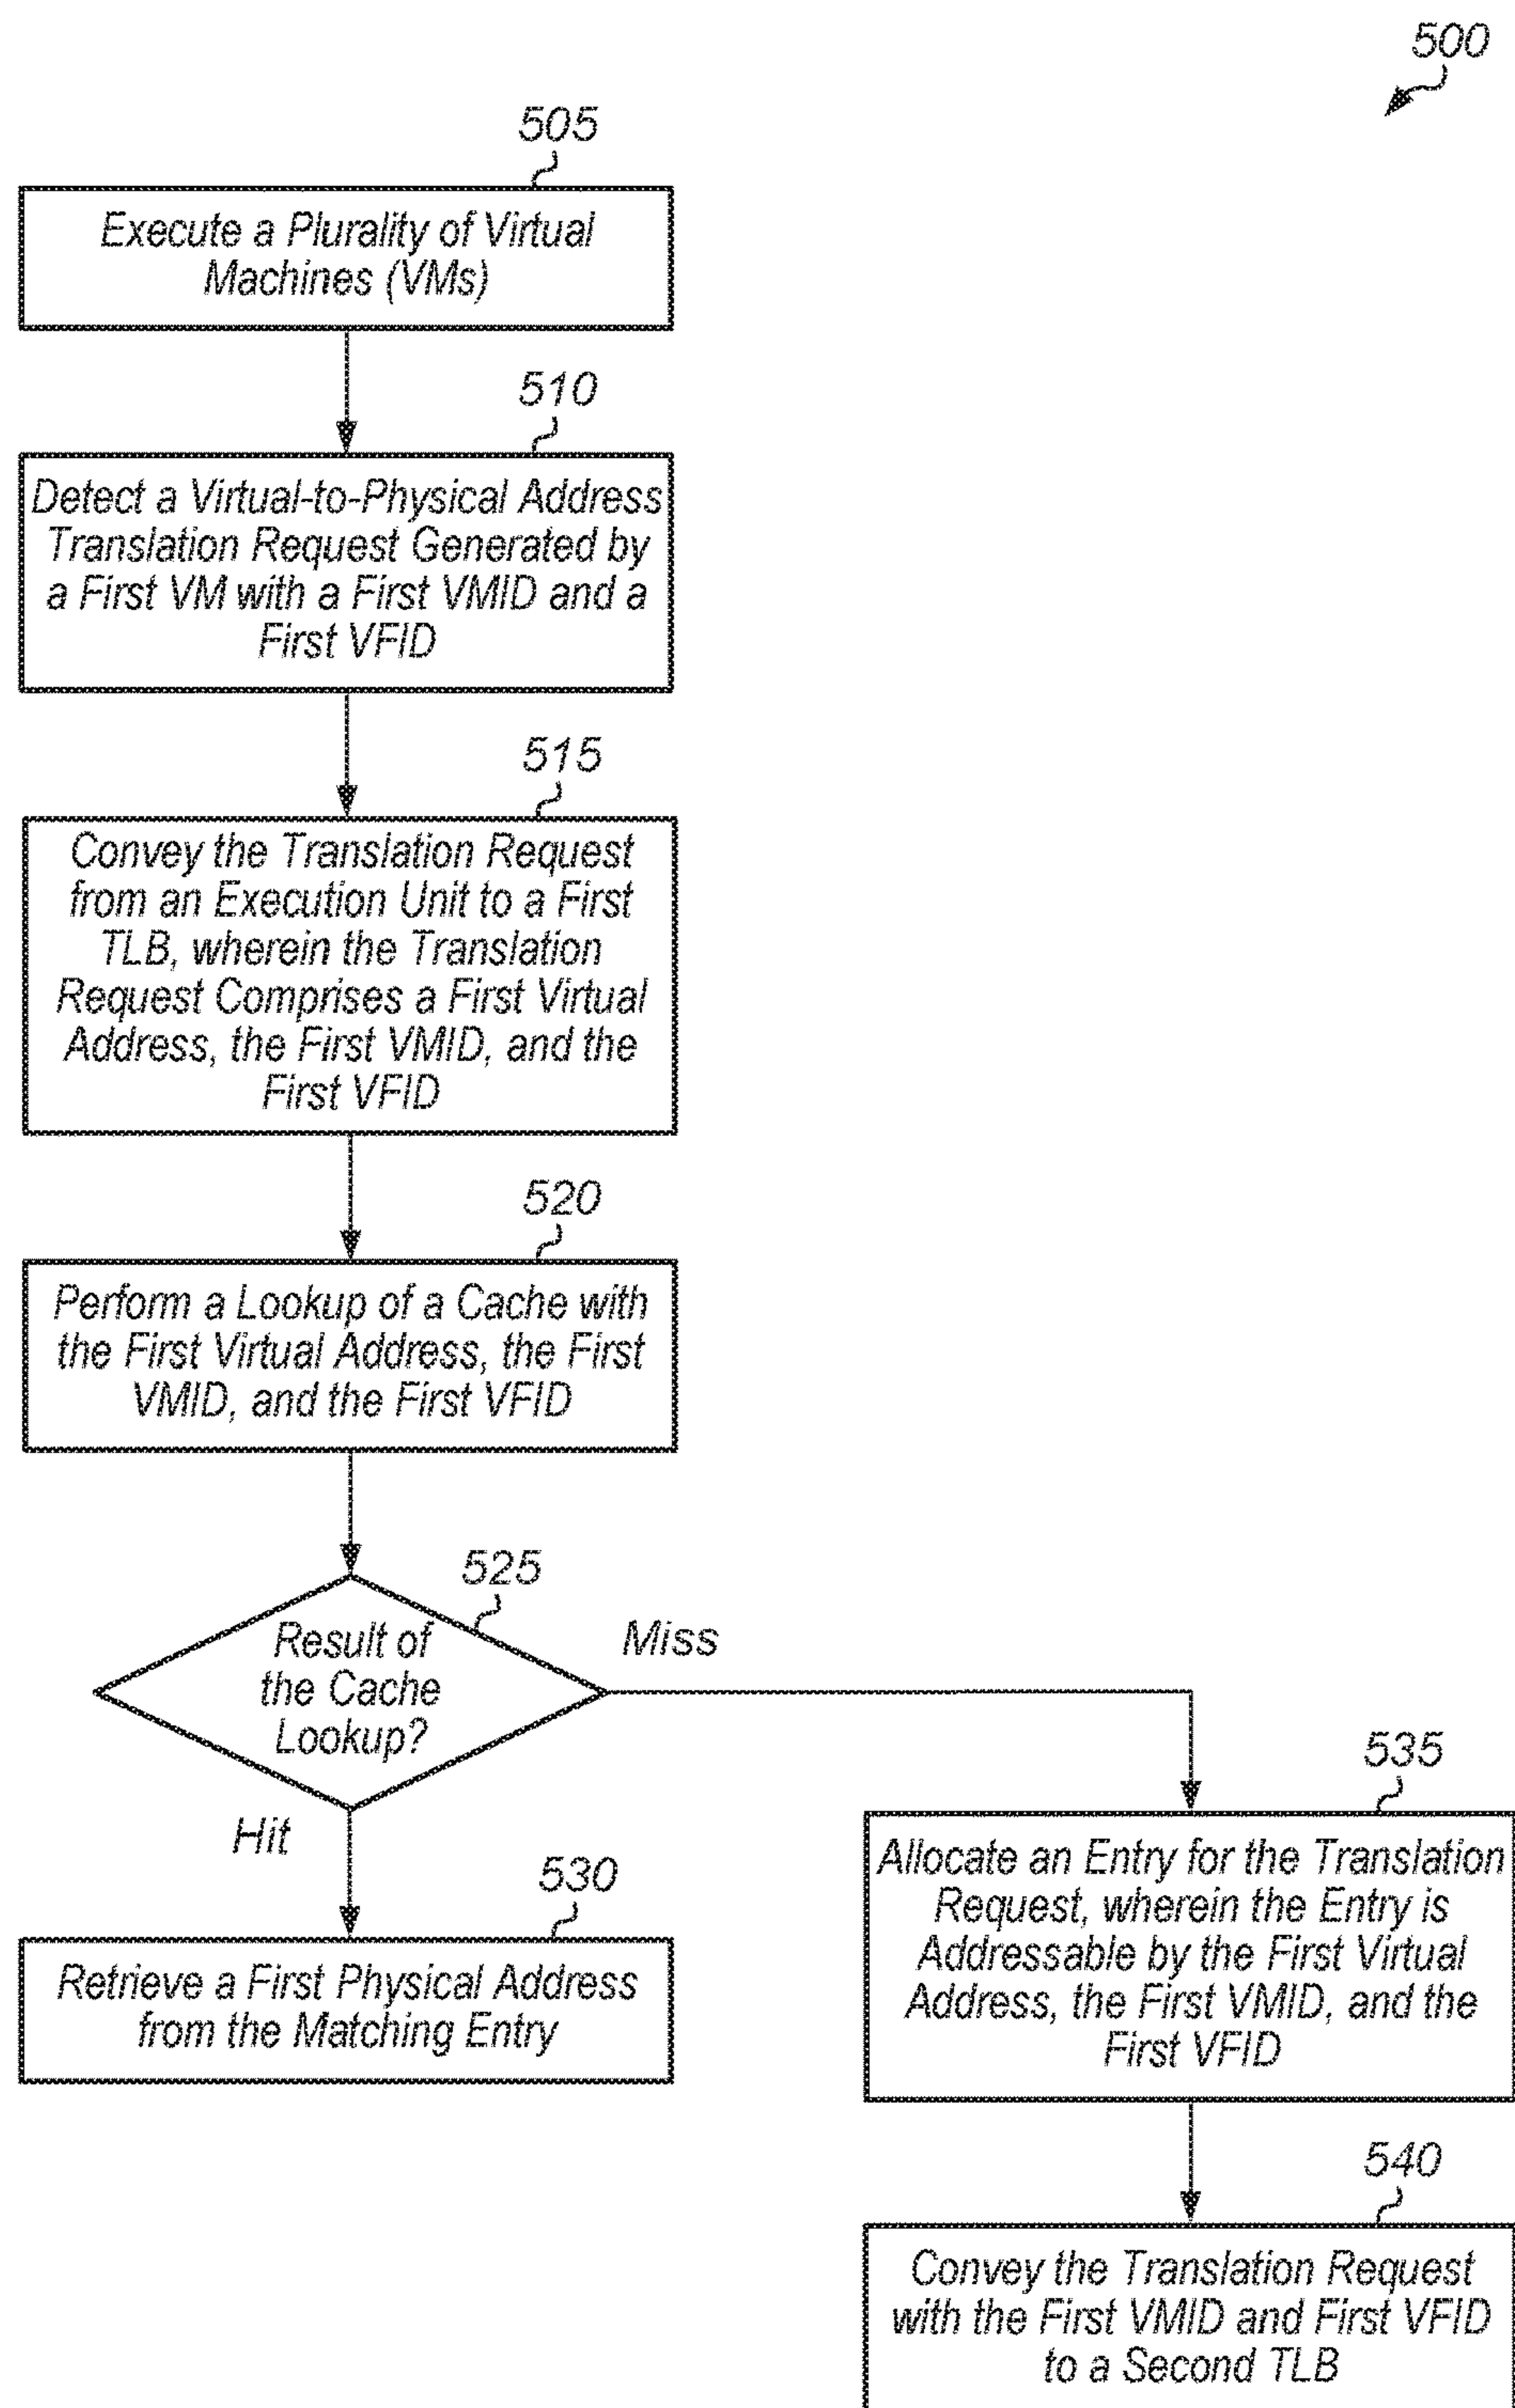 500
505
Execute a Plurality of Virtual
Machines (VMs)
510
Detect a Virtual-to-Physical Address
Translation Request Generated by
a First VM with a First VMID and a
First VFID
515
Convey the Translation Request
from an Execution Unit to a First
TLB, wherein the Translation
Request Comprises a First Virtual
Address, the First VMID, and the
First VFID
520
Perform a Lookup of a Cache with
the First Virtual Address, the First
VMID, and the First VFID
525
Result of
the Cache
Lookup?
Miss
Hit
530
Retrieve a First Physical Address
from the Matching Entry
535
Allocate an Entry for the Translation
Request, wherein the Entry is
Addressable by the First Virtual
Address, the First VMID, and the
First VFID
540
Convey the Translation Request
with the First VMID and First VFID
to a Second TLB